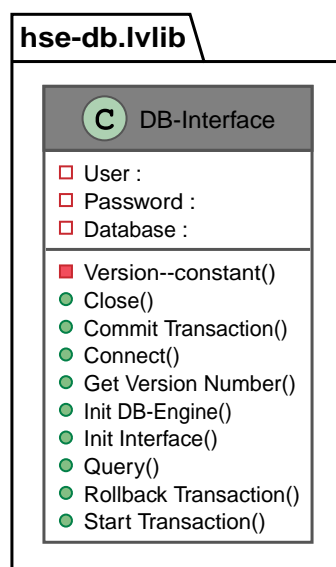 hse-db.lvlib
C DB-Interface
User :
Password :
Database :
Version--constant()
Close()
Commit Transaction()
Connect()
Get Version Number()
Init DB-Engine()
Init Interface()
Query()
Rollback Transaction()
Start Transaction()